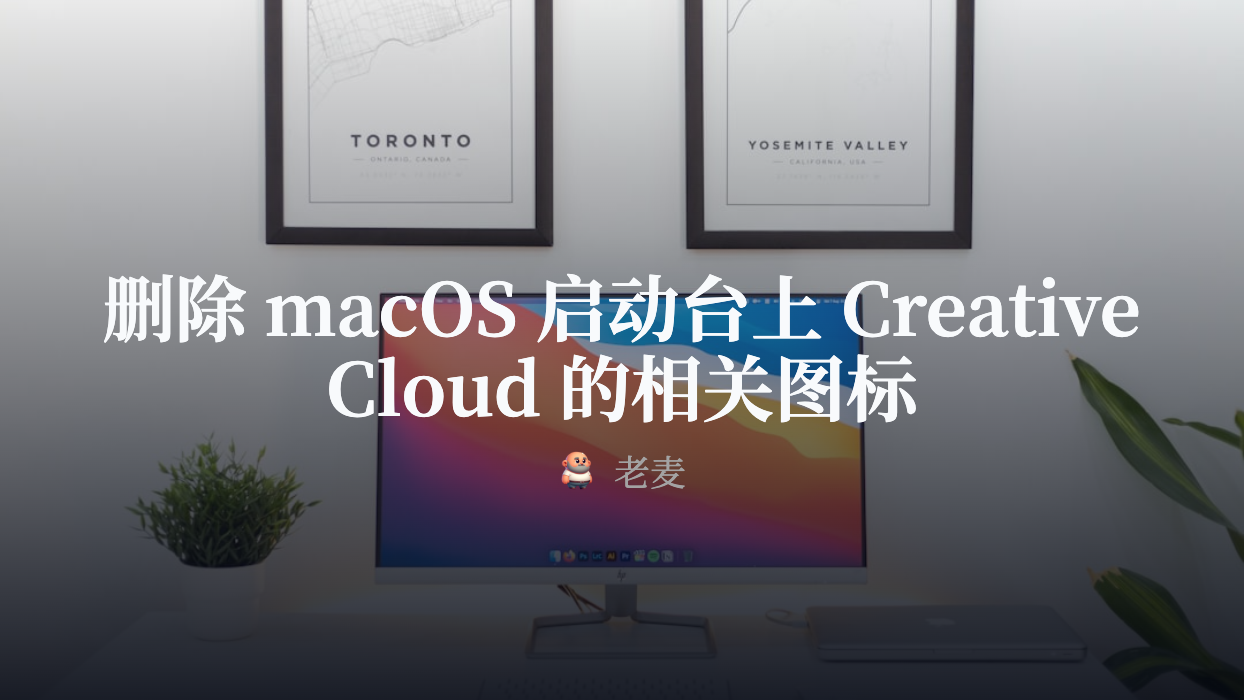 TORONTO
ONTARIO, CANADA
YOSEMITE VALLEY
CALIFORNIA, USA
删除 macOS 启动台上 Creative
Cloud 的相关图标
老麦